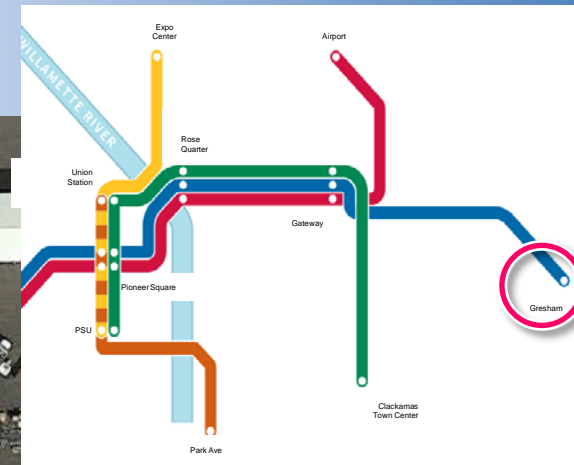 Expo
Center
Airport
WILLAMETTE RIVER
Rose
Quarter
Union
Station
Gateway
Pioneer Square
Gresham
PSU
Clackamas
Town Center
Park Ave